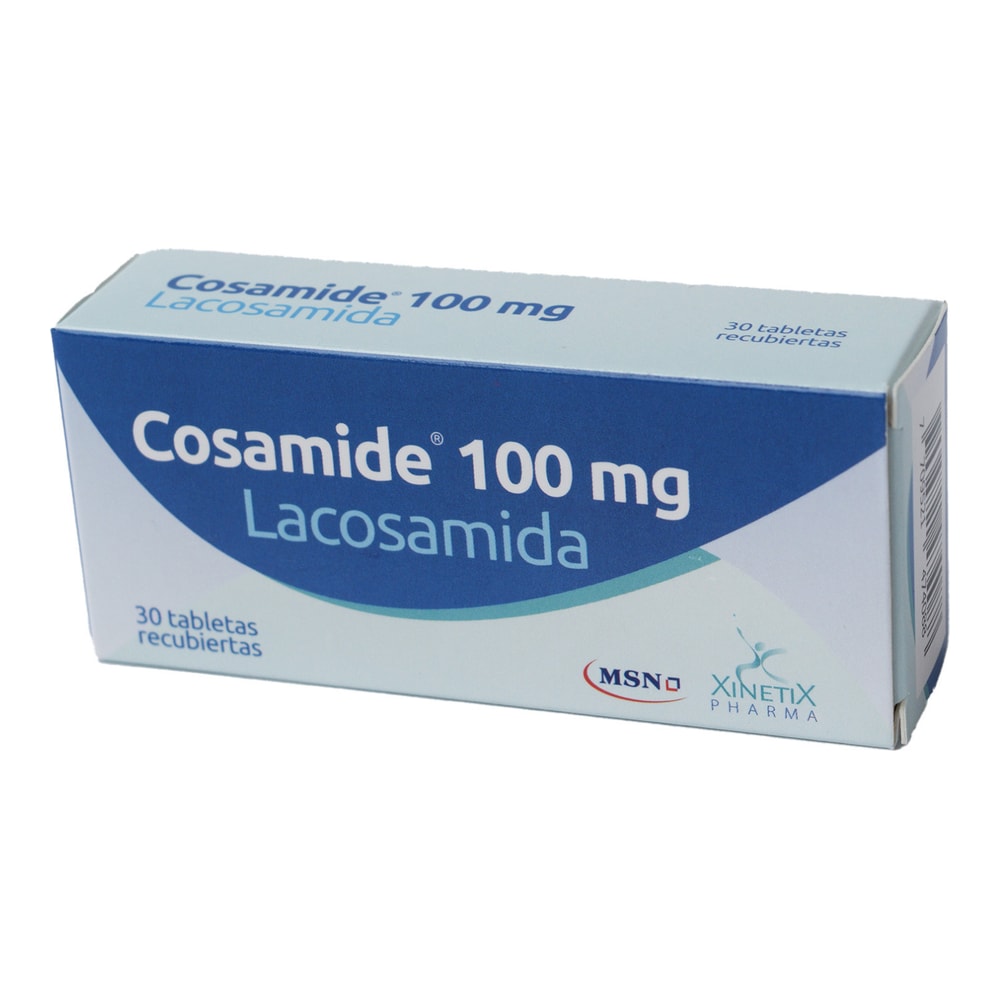 Cosamide® 100 mg
Lacosamida
30 tabletas
recubiertas
Cosamide® 100 mg
Lacosamida
30 tabletas
recubiertas
MSN
XINETIX
PHARMA